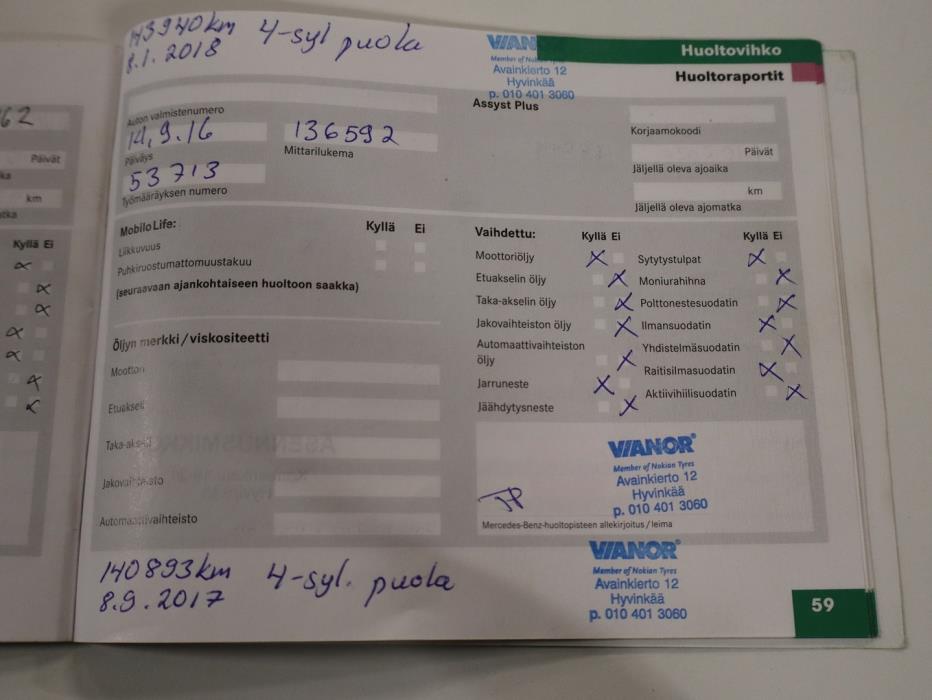 143940km 4-syl puola
8.1.2018
VIANOR
Member of Nokian Tyres
Avainkierto 12
Hyvinkää
p. 010 401 3060
Huoltovihko
Huoltoraportit
Assyst Plus
Auton valmistenumero
14.9.16 136592
Päiväys Mittarilukema
53713
Työmääräyksen numero
Korjaamokoodi
Päivät
Jäljellä oleva ajoaika
km
Jäljellä oleva ajomatka
62
Päivät
km
Kyllä Ei
MobiloLife: Kyllä Ei
Liikkuvuus
Puhkiruostumattomuustakuu
(seuraavaan ajankohtaiseen huoltoon saakka)
Öljyn merkki/viskositeetti
Moottori
Etuakseli
Taka-akseli
Jakovaihteisto
Automaattivaihteisto
Vaihdettu: Kyllä Ei Kyllä Ei
Moottoriöljy x Sytytystulpat x
Etuakselin öljy x Moniurahihna x
Taka-akselin öljy x Polttonestesuodatin x
Jakovaihteiston öljy x Ilmansuodatin x
Automaattivaihteiston
öljy x Yhdistelmäsuodatin x
Jarruneste x Raitisilmasuodatin x
Jäähdytysneste x Aktiivihiilisuodatin x
VIANOR
Member of Nokian Tyres
Avainkierto 12
Hyvinkää
p. 010 401 3060
Mercedes-Benz-huoltopisteen allekirjoitus / leima
VIANOR
Member of Nokian Tyres
Avainkierto 12
Hyvinkää
p. 010 401 3060
140893km 4-syl. puola
8.9.2017
59